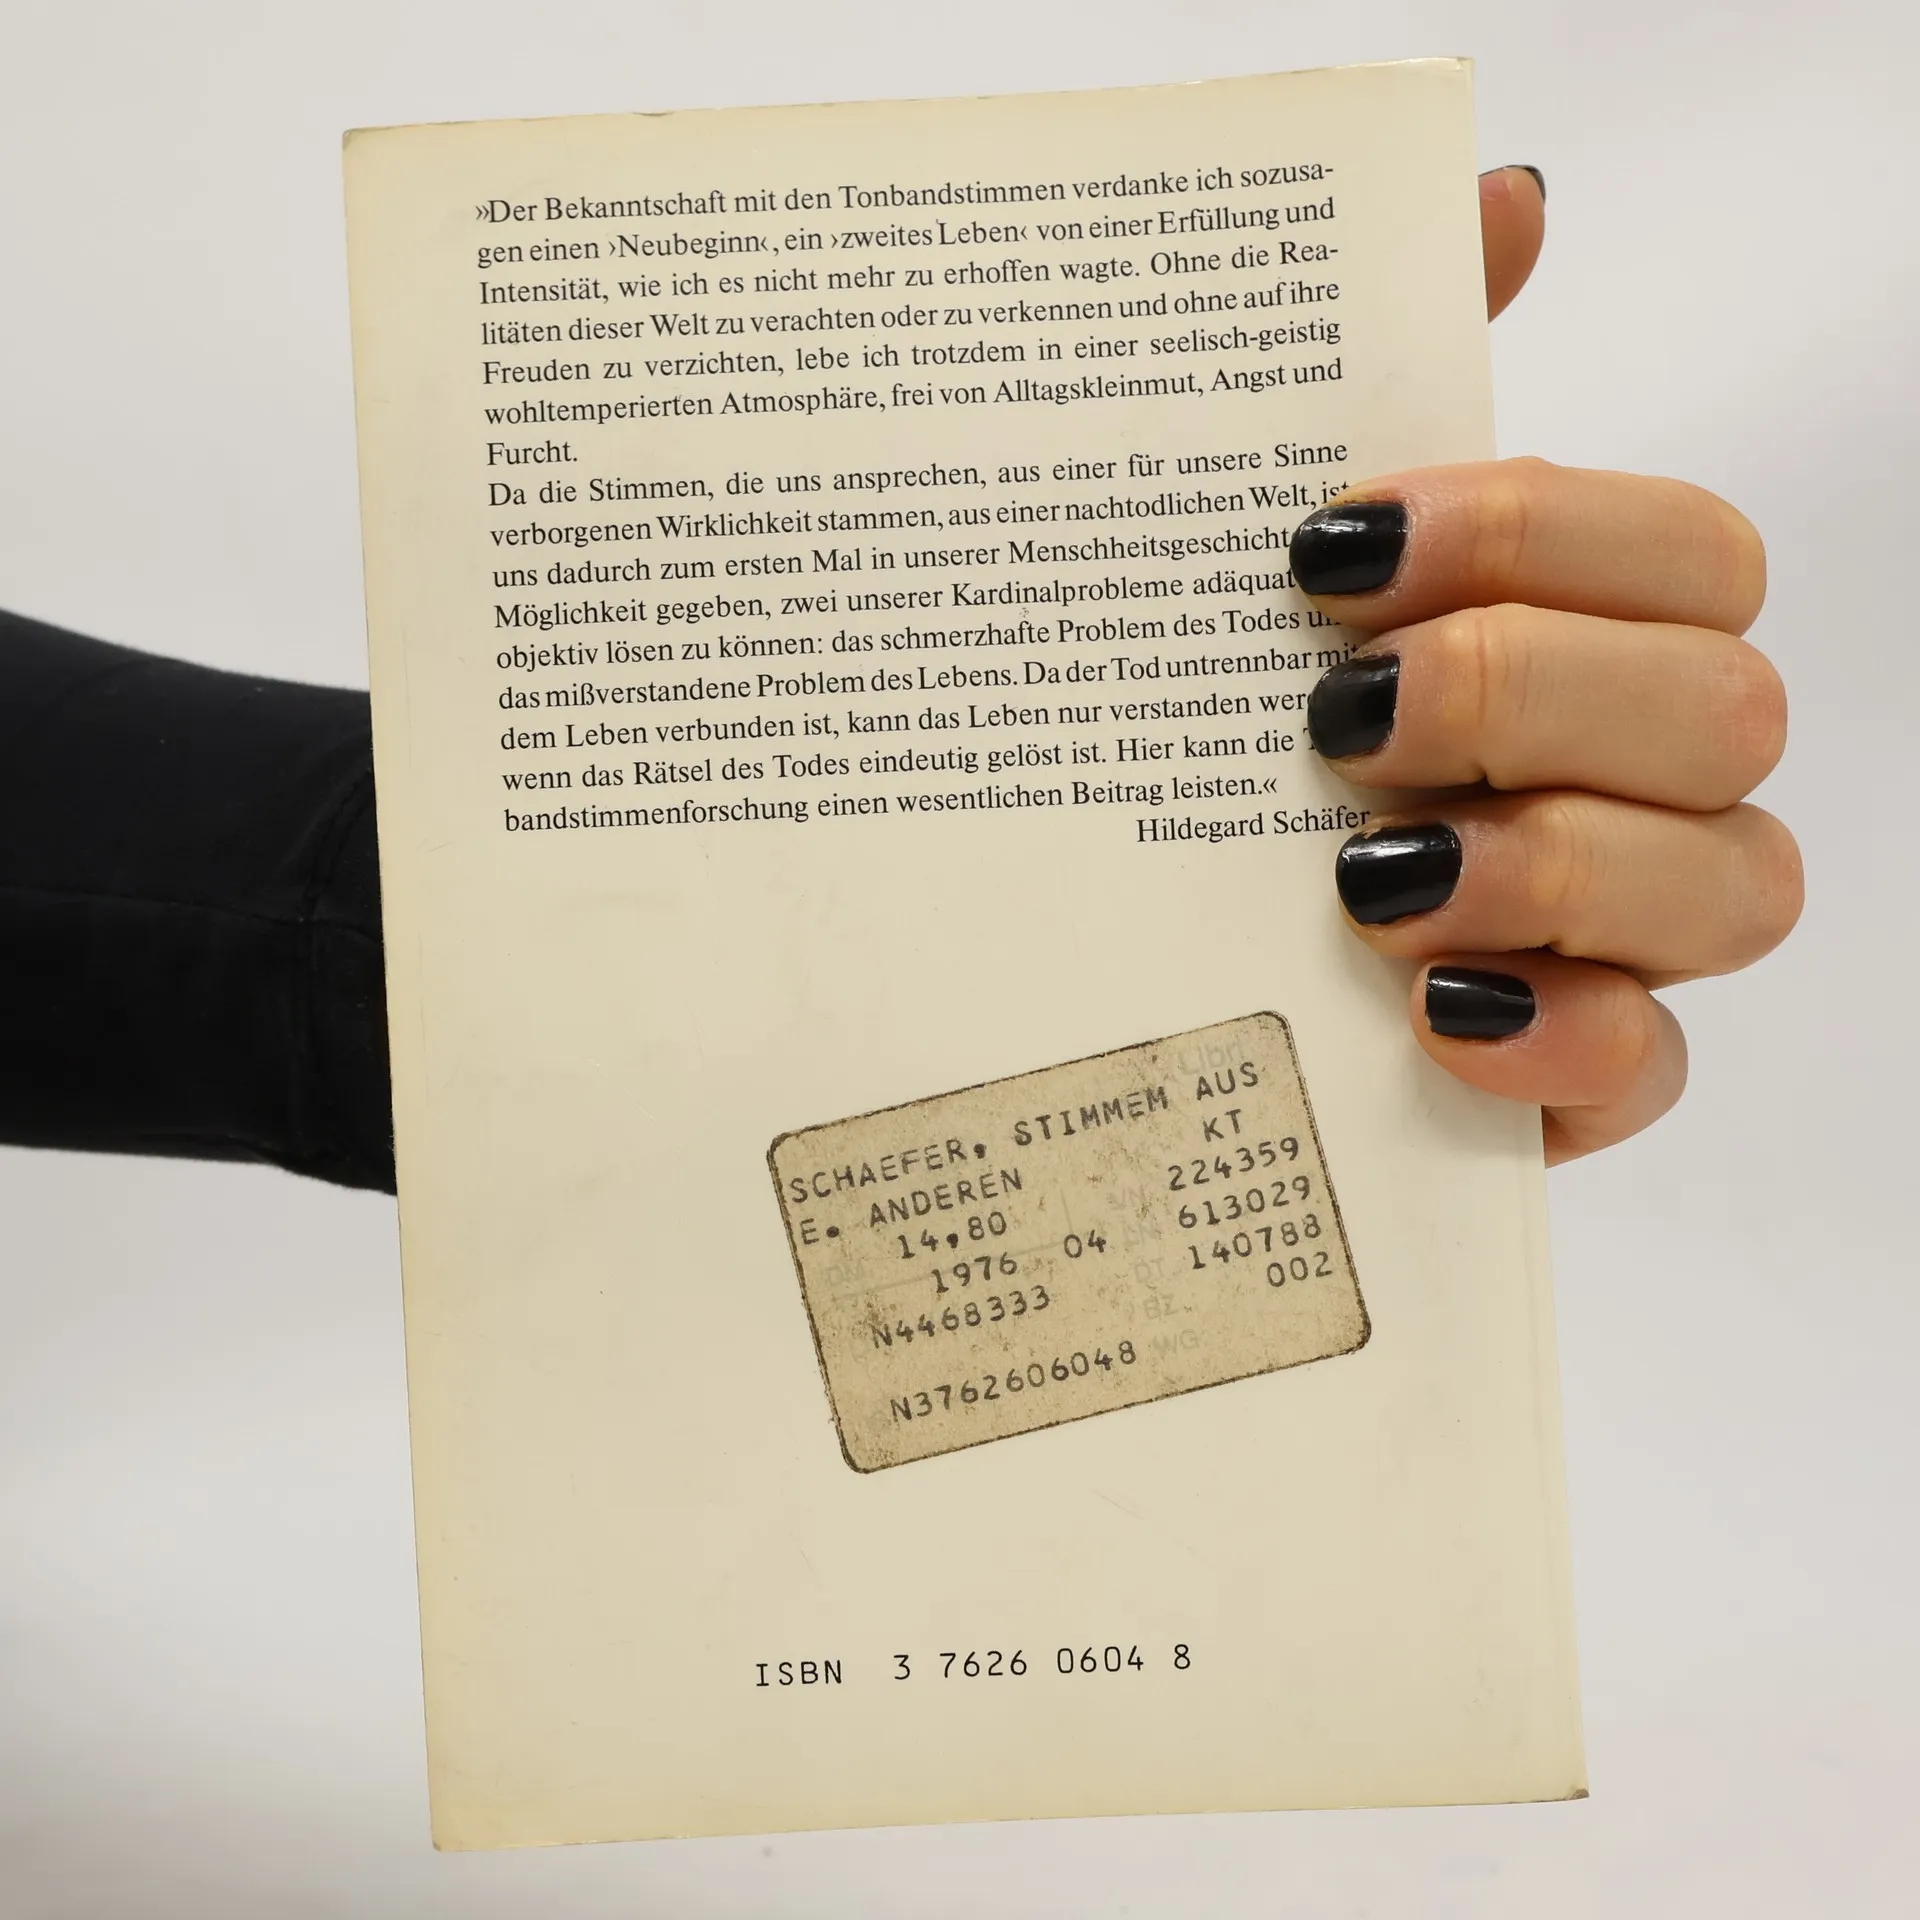 »Der Bekanntschaft mit den Tonbandstimmen verdanke ich sozusa-
gen einen ›Neubeginn‹, ein ›zweites Leben‹ von einer Erfüllung und
Intensität, wie ich es nicht mehr zu erhoffen wagte. Ohne die Rea-
litäten dieser Welt zu verachten oder zu verkennen und ohne auf ihre
Freuden zu verzichten, lebe ich trotzdem in einer seelisch-geistig
wohltemperierten Atmosphäre, frei von Alltagskleinmut, Angst und
Furcht.
Da die Stimmen, die uns ansprechen, aus einer für unsere Sinne
verborgenen Wirklichkeit stammen, aus einer nachtodlichen Welt, ist
uns dadurch zum ersten Mal in unserer Menschheitsgeschichte
Möglichkeit gegeben, zwei unserer Kardinalprobleme adäquat
objektiv lösen zu können: das schmerzhafte Problem des Todes
das mißverstandene Problem des Lebens. Da der Tod untrennbar mit
dem Leben verbunden ist, kann das Leben nur verstanden
wenn das Rätsel des Todes eindeutig gelöst ist. Hier kann die
bandstimmenforschung einen wesentlichen Beitrag leisten.«
Hildegard Schäfer
Libri
SCHAEFER, STIMMEM AUS
E. ANDEREN KT
14,80 224359
1976 04 613029
N4468333 140788
002
N3762606048
ISBN 3 7626 0604 8